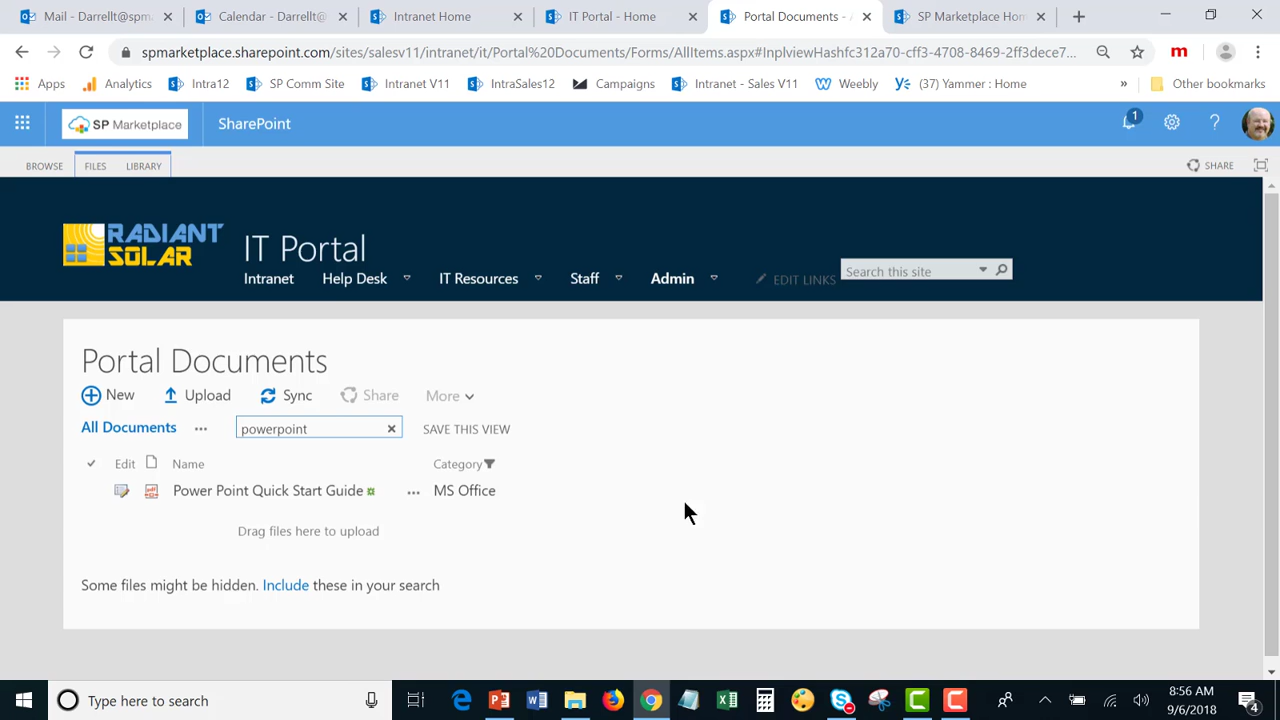 Mail - Darrellt@spm
Calendar - Darrellt@
Intranet Home
IT Portal - Home
Portal Documents - A
SP Marketplace Hom
spmarketplace.sharepoint.com/sites/salesv11/intranet/it/Portal%20Documents/Forms/AllItems.aspx#InplviewHashfc312a70-cff3-4708-8469-2ff3dece7...
m
Apps
Analytics
Intra12
SP Comm Site
Intranet V11
IntraSales12
Campaigns
Intranet - Sales V11
Weebly
(37) Yammer : Home
»
Other bookmarks
SP Marketplace
SharePoint
1
?
BROWSE
FILES
LIBRARY
SHARE
RADIANT
SOLAR
IT Portal
Intranet
Help Desk
IT Resources
Staff
Admin
EDIT LINKS
Search this site
Portal Documents
New
Upload
Sync
Share
More
All Documents
...
powerpoint
SAVE THIS VIEW
Edit
Name
Category
Power Point Quick Start Guide
...
MS Office
Drag files here to upload
Some files might be hidden. Include these in your search
Type here to search
8:56 AM
9/6/2018
4